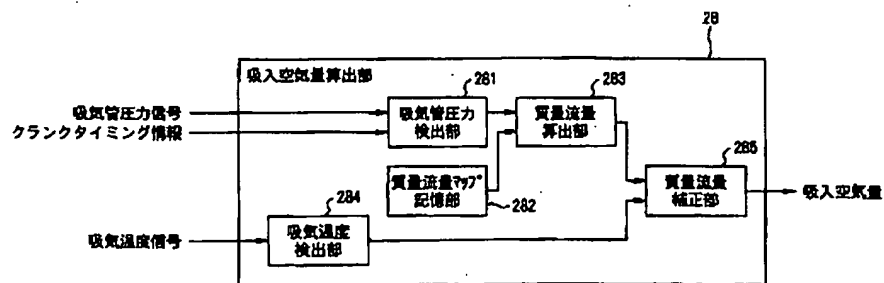 28
吸入空気量算出部
281
283
吸気管圧力信号
クランクタイミング情報
吸気管圧力
検出部
質量流量
算出部
285
質量流量マップ
記憶部
282
質量流量
補正部
吸入空気量
284
吸気温度信号
吸気温度
検出部